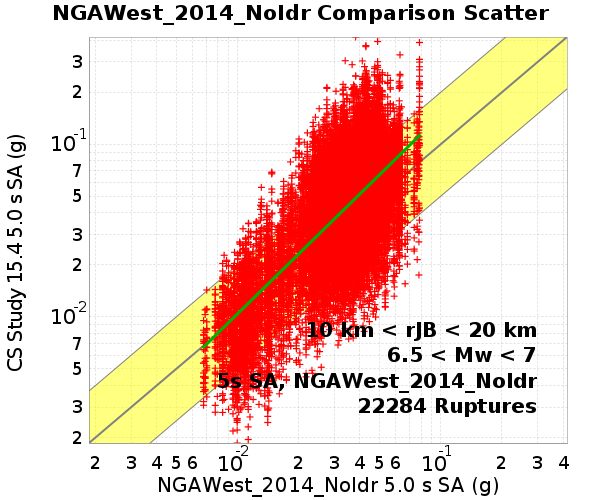 NGAWest_2014_NoIdr Comparison Scatter
CS Study 15.4 5.0 s SA (g)
3
2
10⁻¹
7
5
3
2
10⁻²
7
5
3
2
10 km < rJB < 20 km
6.5 < Mw < 7
5s SA, NGAWest_2014_NoIdr
22284 Ruptures
2 3 4 5 6 10⁻² 2 3 4 5 6 10⁻¹ 2 3 4
NGAWest_2014_NoIdr 5.0 s SA (g)